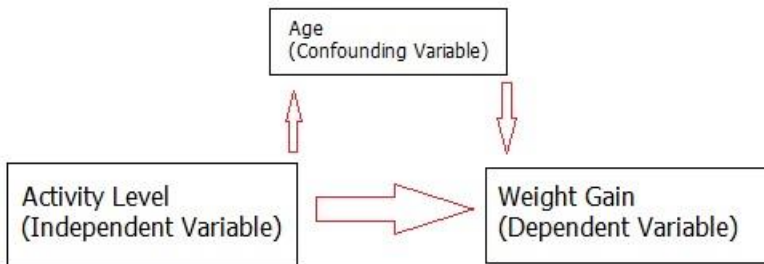 Age
(Confounding Variable)
Activity Level
(Independent Variable)
Weight Gain
(Dependent Variable)